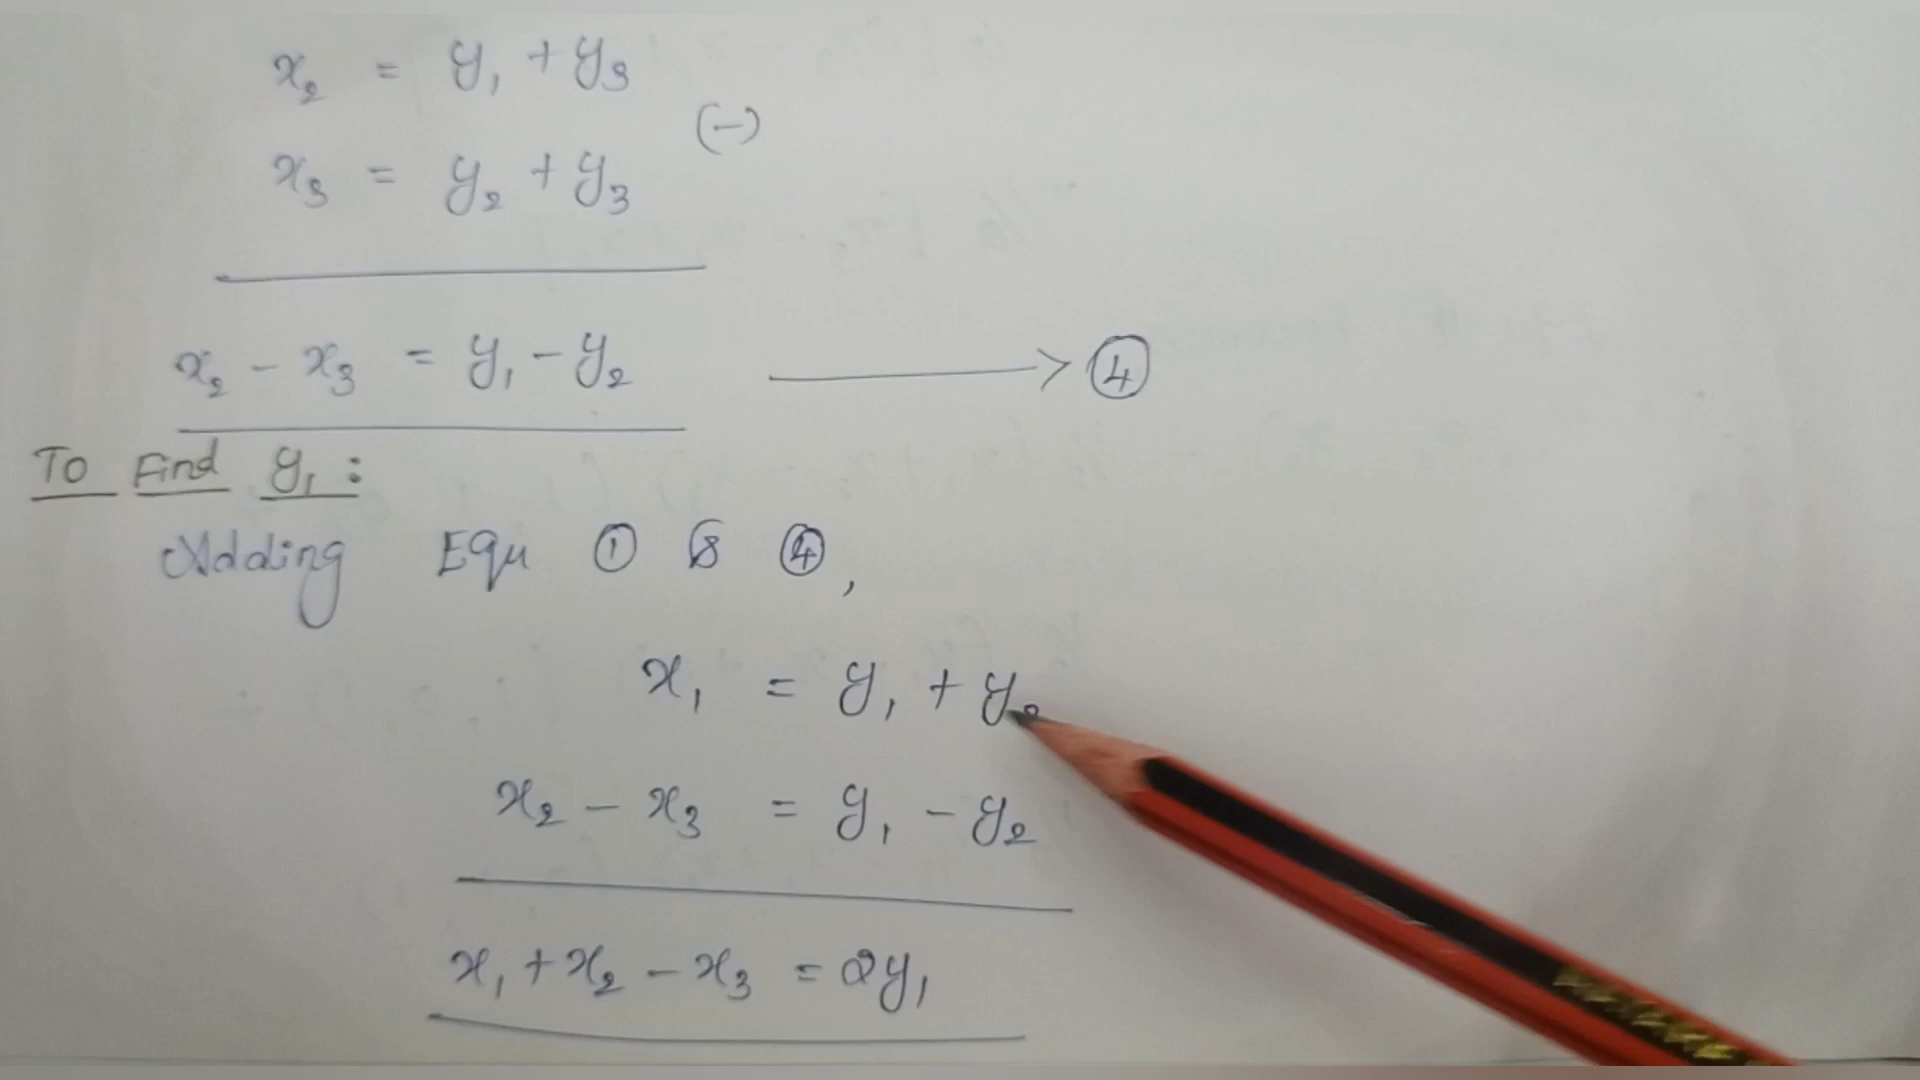 x₂ = y₁ + y₃
(-)
x₃ = y₂ + y₃
x₂ - x₃ = y₁ - y₂ ⟶ ④
To Find y₁ :
Adding Equ ① & ④,
x₁ = y₁ + y₂
x₂ - x₃ = y₁ - y₂
x₁ + x₂ - x₃ = 2y₁